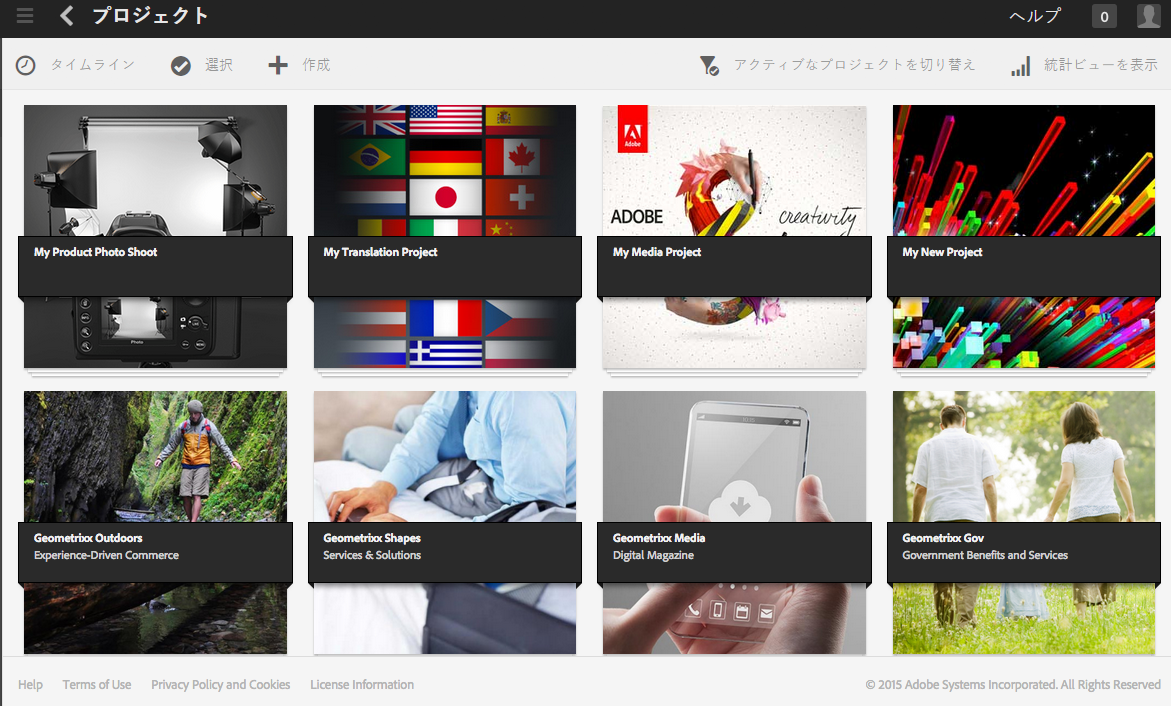 プロジェクト
ヘルプ
0
タイムライン
選択
作成
アクティブなプロジェクトを切り替え
統計ビューを表示
My Product Photo Shoot
Photo
My Translation Project
Adobe
ADOBE
creativity
My Media Project
My New Project
Geometrixx Outdoors
Experience-Driven Commerce
Geometrixx Shapes
Services & Solutions
Geometrixx Media
Digital Magazine
Geometrixx Gov
Government Benefits and Services
Help
Terms of Use
Privacy Policy and Cookies
License Information
© 2015 Adobe Systems Incorporated. All Rights Reserved